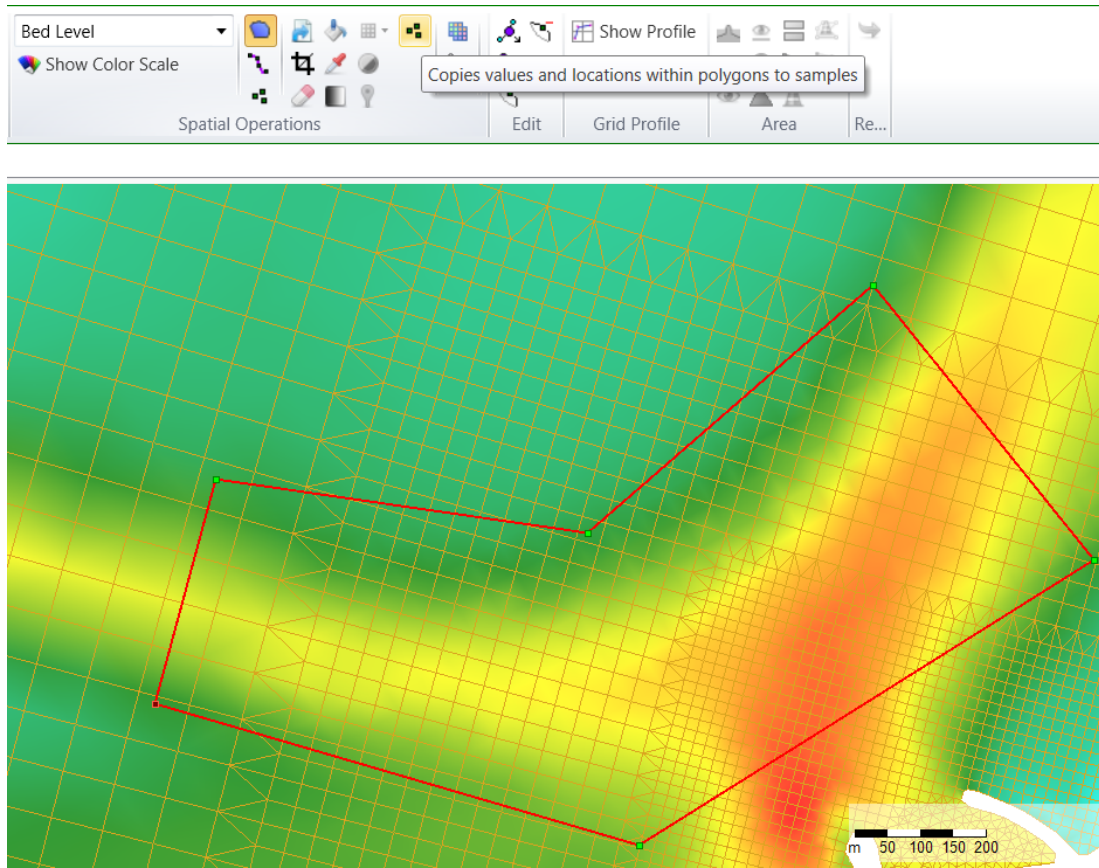 Bed Level
Show Profile
Show Color Scale
Copies values and locations within polygons to samples
Spatial Operations
Edit
Grid Profile
Area
Re...
m 50 100 150 200